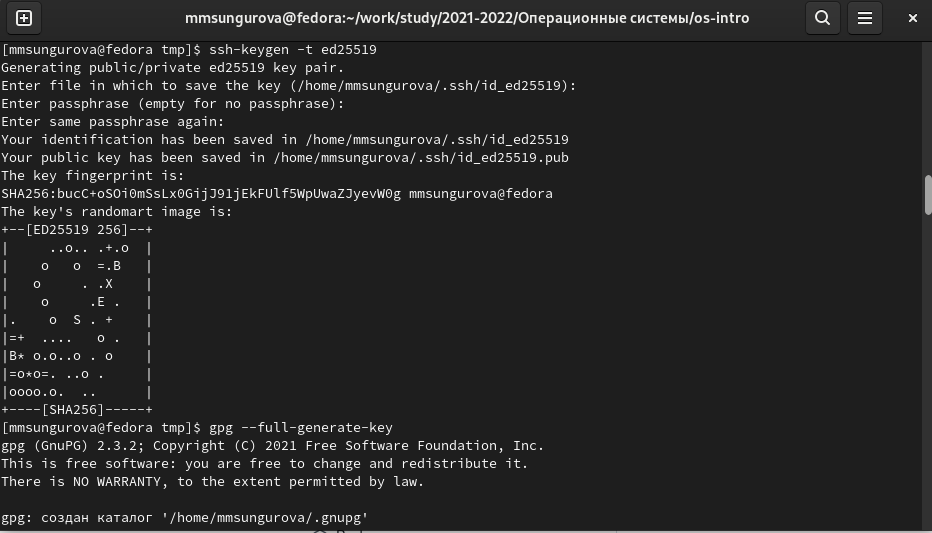 mmsungurova@fedora:~/work/study/2021-2022/Операционные системы/os-intro
[mmsungurova@fedora tmp]$ ssh-keygen -t ed25519
Generating public/private ed25519 key pair.
Enter file in which to save the key (/home/mmsungurova/.ssh/id_ed25519):
Enter passphrase (empty for no passphrase):
Enter same passphrase again:
Your identification has been saved in /home/mmsungurova/.ssh/id_ed25519
Your public key has been saved in /home/mmsungurova/.ssh/id_ed25519.pub
The key fingerprint is:
SHA256:bucC+oSOi0mSsLx0GijJ91jEkFUlf5WpUwaZJyevW0g mmsungurova@fedora
The key's randomart image is:
+--[ED25519 256]--+
|     ..o.. .+.o  |
|    o   o  =.B   |
|   o     . .X    |
|    o     .E .   |
|.    o  S . +    |
|=+  ....   o .   |
|B* o.o..o . o    |
|=o*o=. ..o .     |
|oooo.o.  ..      |
+----[SHA256]-----+
[mmsungurova@fedora tmp]$ gpg --full-generate-key
gpg (GnuPG) 2.3.2; Copyright (C) 2021 Free Software Foundation, Inc.
This is free software: you are free to change and redistribute it.
There is NO WARRANTY, to the extent permitted by law.
gpg: создан каталог '/home/mmsungurova/.gnupg'